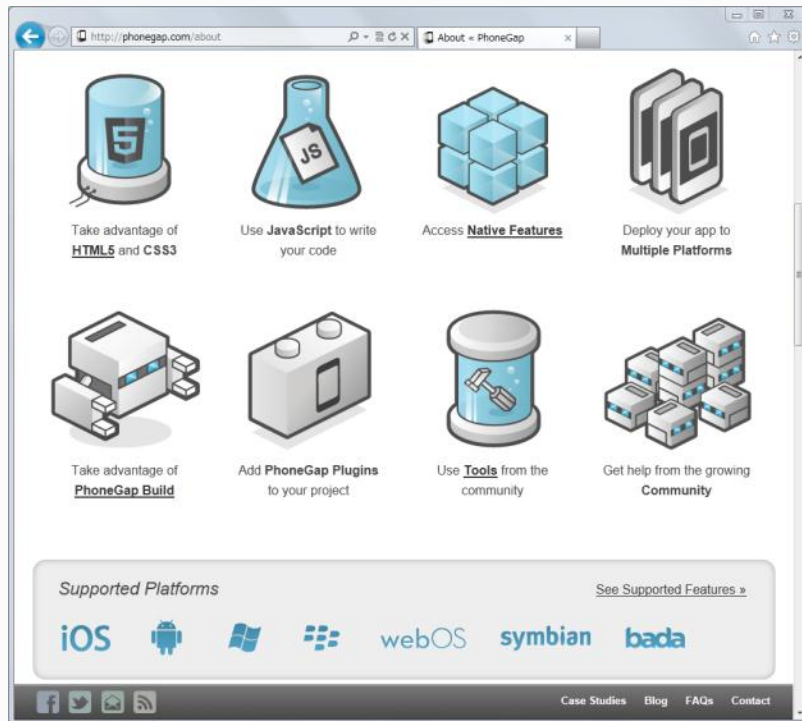 http://phonegap.com/about
About « PhoneGap
5
JS
Take advantage of
HTML5 and CSS3
Use JavaScript to write
your code
Access Native Features
Deploy your app to
Multiple Platforms
Take advantage of
PhoneGap Build
Add PhoneGap Plugins
to your project
Use Tools from the
community
Get help from the growing
Community
Supported Platforms
See Supported Features »
iOS
webOS
symbian
bada
f
Case Studies Blog FAQs Contact